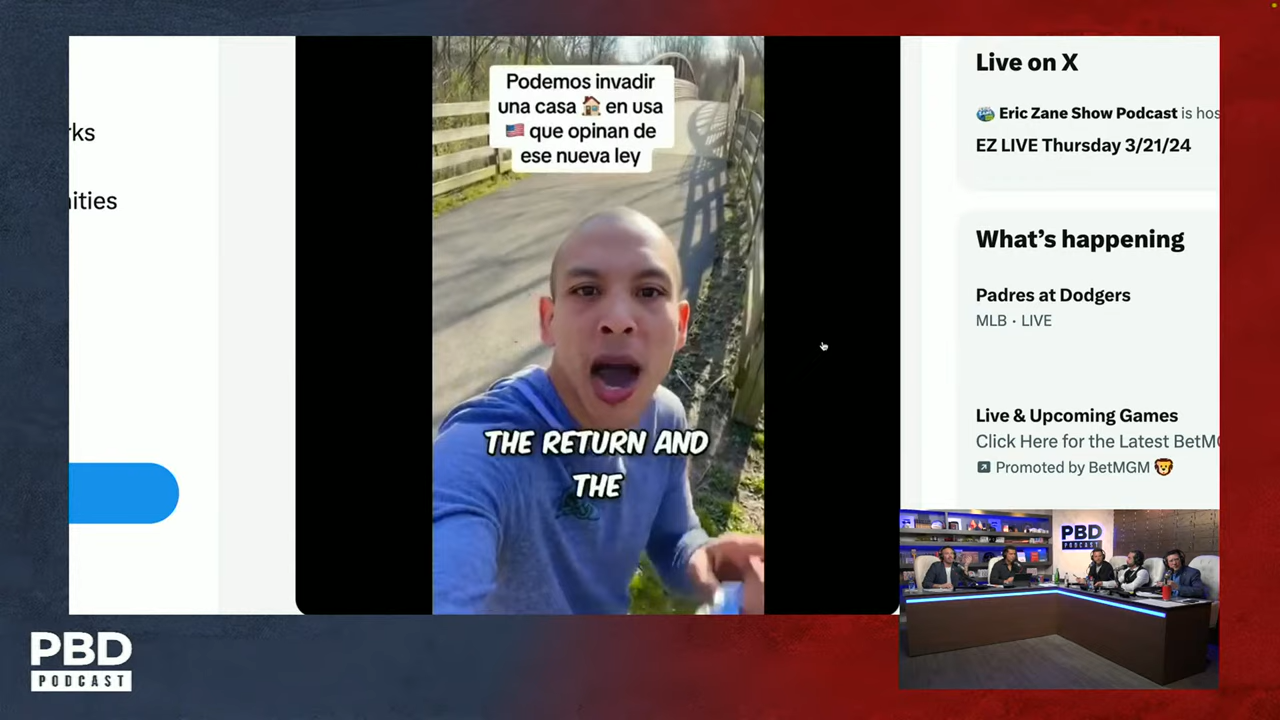 rks
ities
Podemos invadir
una casa 🏠 en usa
🇺🇸 que opinan de
ese nueva ley
THE RETURN AND
THE
Live on X
Eric Zane Show Podcast is hos
EZ LIVE Thursday 3/21/24
What's happening
Padres at Dodgers
MLB · LIVE
Live & Upcoming Games
Click Here for the Latest BetMG
Promoted by BetMGM 🦁
PBD
PODCAST
PBD
PODCAST